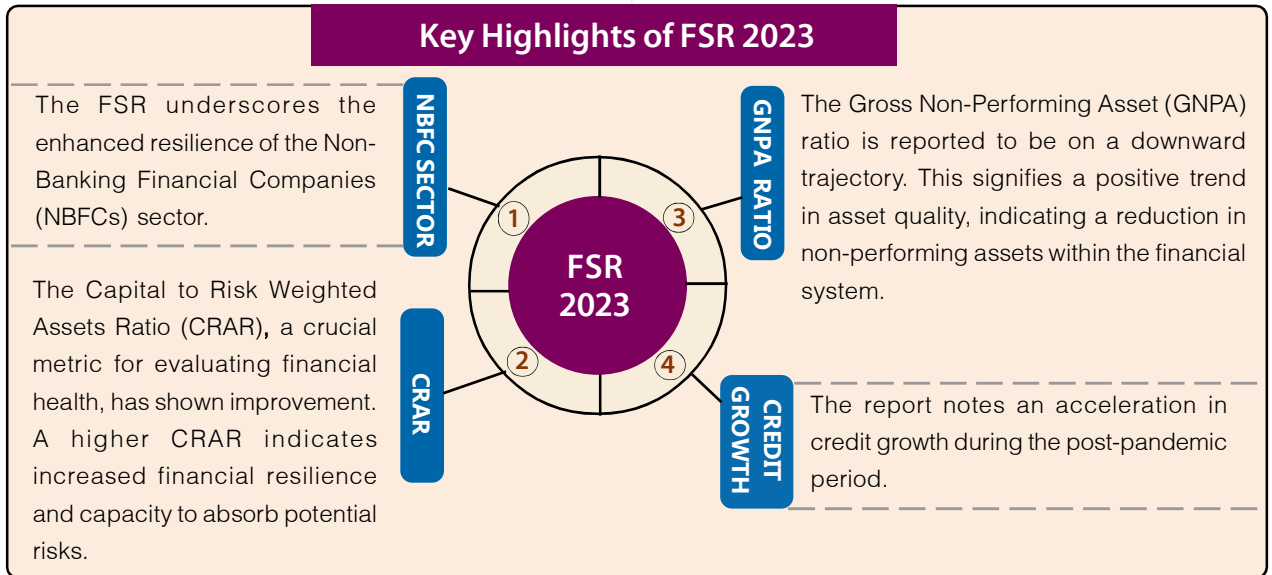 Key Highlights of FSR 2023
The FSR underscores the
enhanced resilience of the Non-
Banking Financial Companies
(NBFCs) sector.
NBFC SECTOR
1
The Capital to Risk Weighted
Assets Ratio (CRAR), a crucial
metric for evaluating financial
health, has shown improvement.
A higher CRAR indicates
increased financial resilience
and capacity to absorb potential
risks.
CRAR
2
FSR
2023
GNPA RATIO
3
The Gross Non-Performing Asset (GNPA)
ratio is reported to be on a downward
trajectory. This signifies a positive trend
in asset quality, indicating a reduction in
non-performing assets within the financial
system.
CREDIT
GROWTH
4
The report notes an acceleration in
credit growth during the post-pandemic
period.